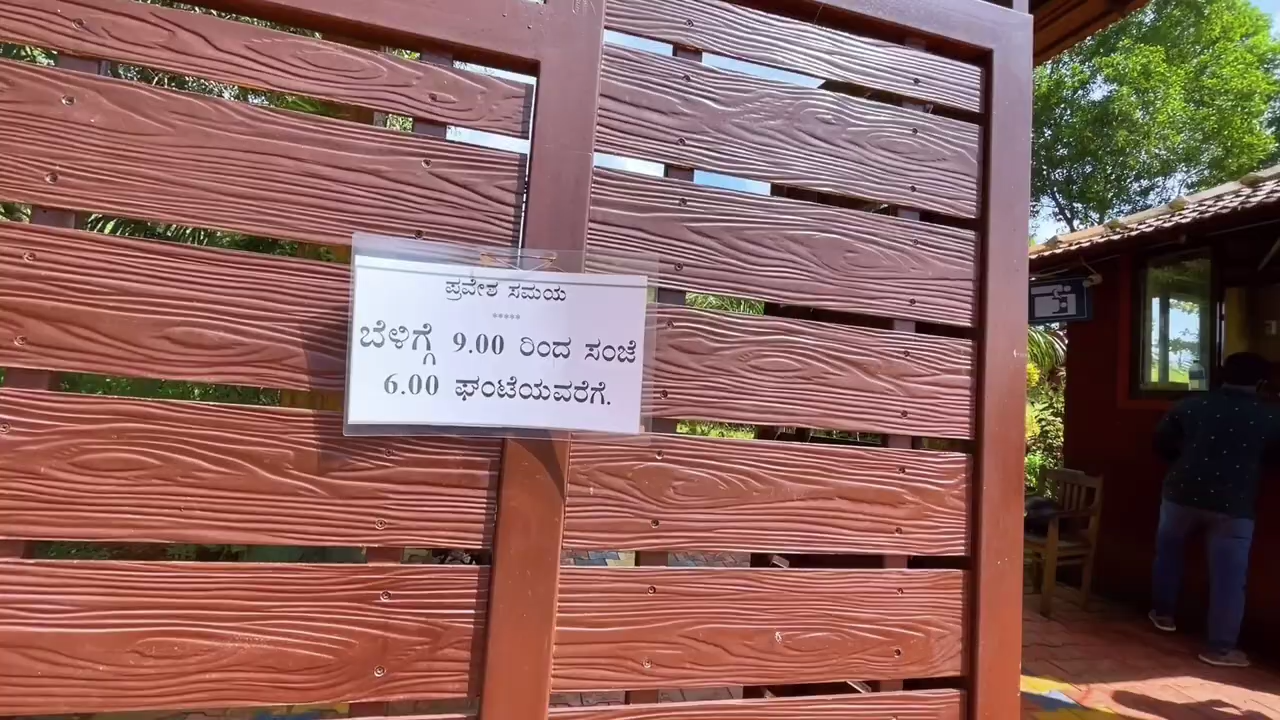 ಪ್ರವೇಶ ಸಮಯ
*****
ಬೆಳಿಗ್ಗೆ 9.00 ರಿಂದ ಸಂಜೆ
6.00 ಘಂಟೆಯವರೆಗೆ.